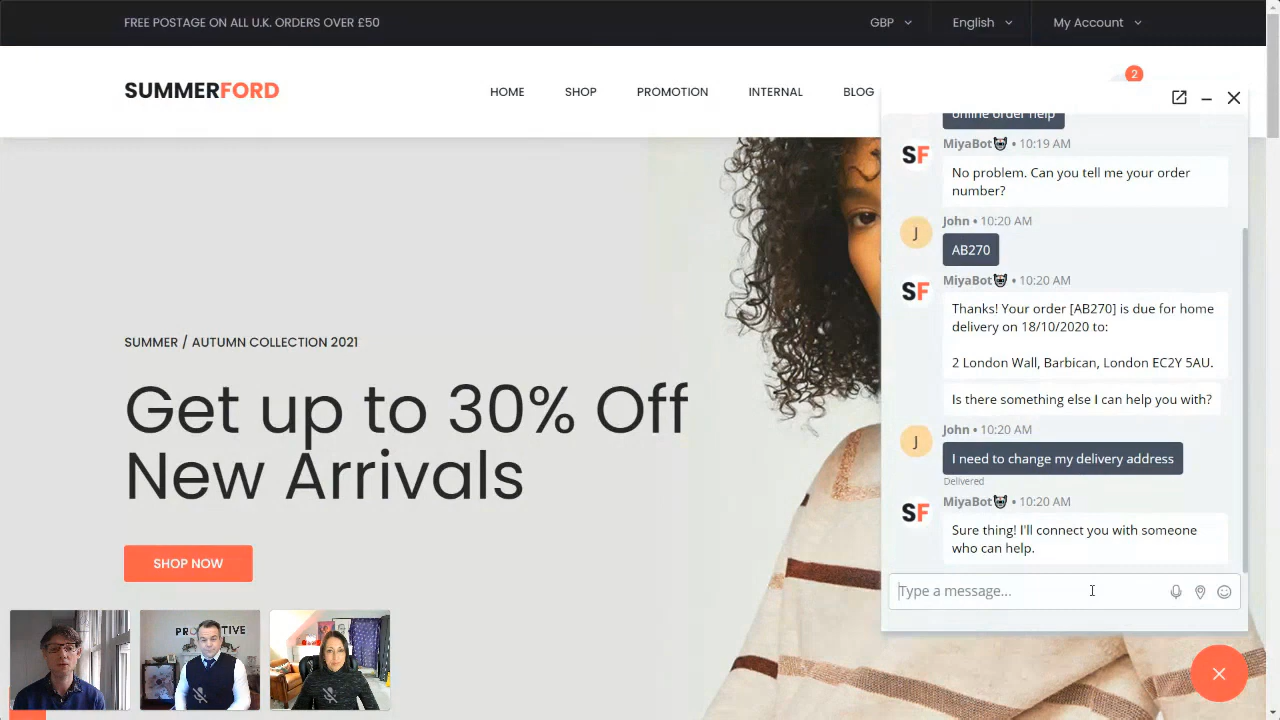 FREE POSTAGE ON ALL U.K. ORDERS OVER £50
GBP
English
My Account
SUMMERFORD
HOME
SHOP
PROMOTION
INTERNAL
BLOG
2
online order help
SF
MiyaBot • 10:19 AM
No problem. Can you tell me your order
number?
John • 10:20 AM
J
AB270
MiyaBot • 10:20 AM
SF
Thanks! Your order [AB270] is due for home
delivery on 18/10/2020 to:
2 London Wall, Barbican, London EC2Y 5AU.
Is there something else I can help you with?
John • 10:20 AM
J
I need to change my delivery address
Delivered
MiyaBot • 10:20 AM
SF
Sure thing! I'll connect you with someone
who can help.
Type a message...
SUMMER / AUTUMN COLLECTION 2021
Get up to 30% Off
New Arrivals
SHOP NOW